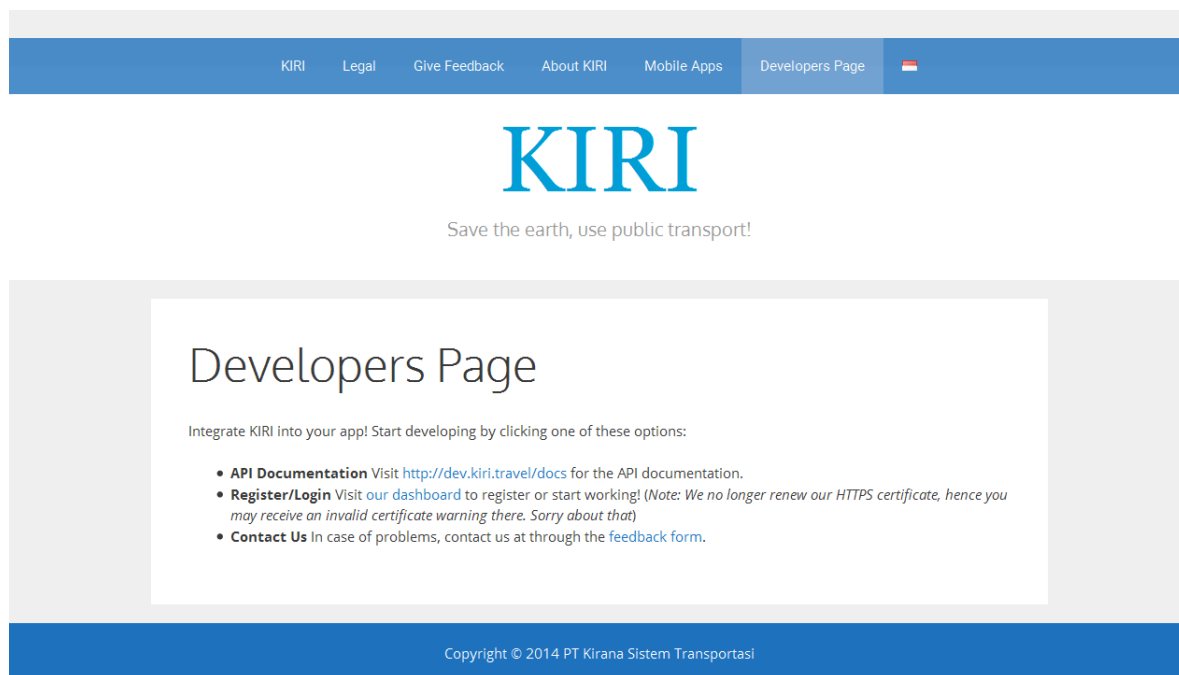 KIRI Legal Give Feedback About KIRI Mobile Apps Developers Page
KIRI
Save the earth, use public transport!
Developers Page
Integrate KIRI into your app! Start developing by clicking one of these options:
• API Documentation Visit http://dev.kiri.travel/docs for the API documentation.
• Register/Login Visit our dashboard to register or start working! (Note: We no longer renew our HTTPS certificate, hence you
may receive an invalid certificate warning there. Sorry about that)
• Contact Us In case of problems, contact us at through the feedback form.
Copyright © 2014 PT Kirana Sistem Transportasi